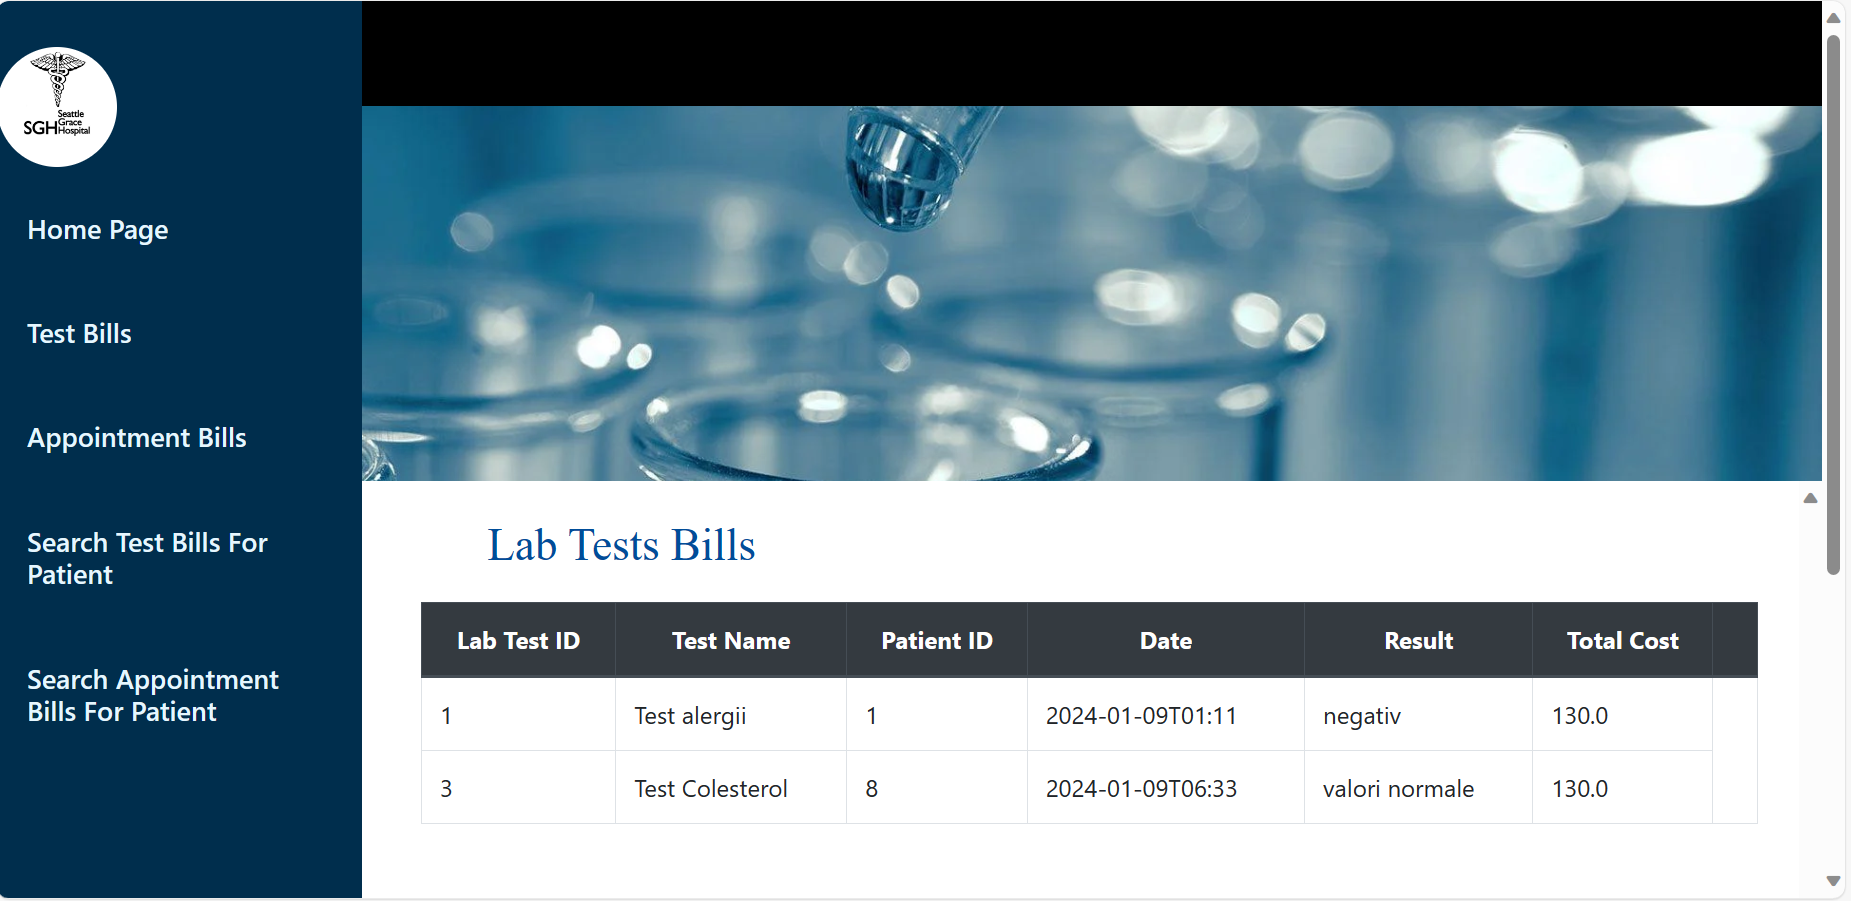 Seattle
Grace
SGH Hospital
Home Page
Test Bills
Appointment Bills
Search Test Bills For
Patient
Search Appointment
Bills For Patient
Lab Tests Bills
Lab Test ID Test Name Patient ID Date Result Total Cost
1 Test alergii 1 2024-01-09T01:11 negativ 130.0
3 Test Colesterol 8 2024-01-09T06:33 valori normale 130.0